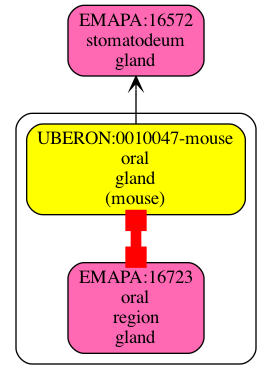 EMAPA:16572
stomatodeum
gland
UBERON:0010047-mouse
oral
gland
(mouse)
EMAPA:16723
oral
region
gland